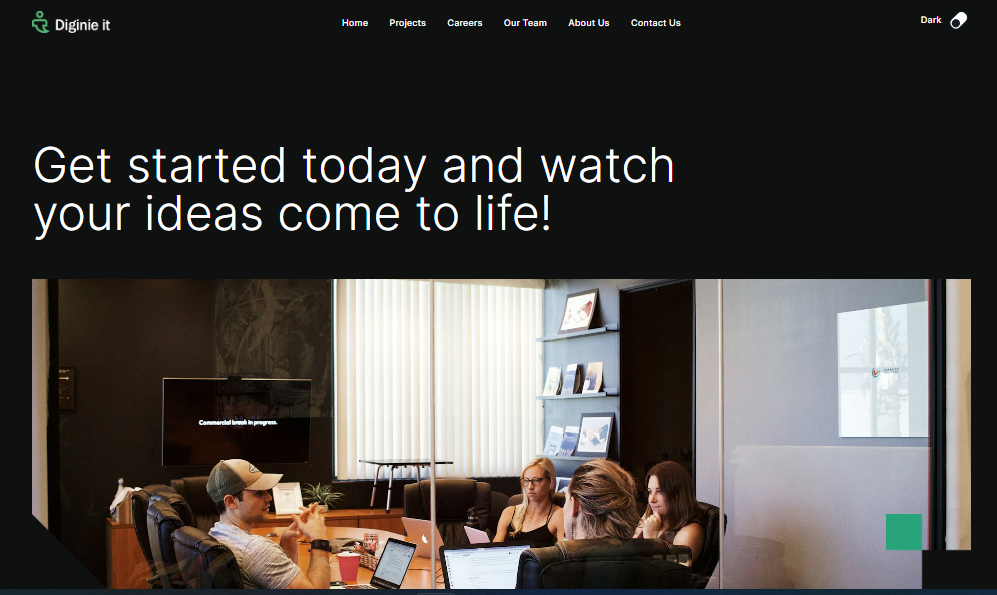 Diginie it
Home Projects Careers Our Team About Us Contact Us
Dark
Get started today and watch
your ideas come to life!
Commercial break in progress.